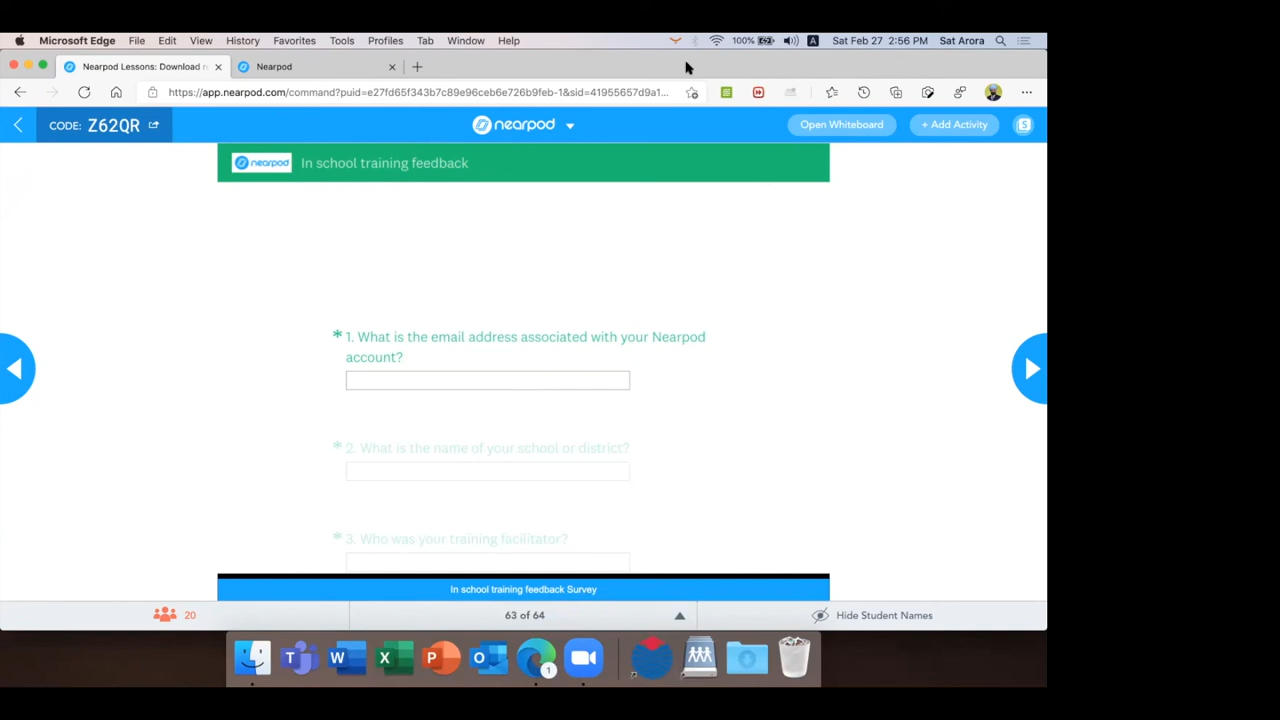 Microsoft Edge File Edit View History Favorites Tools Profiles Tab Window Help 100% A Sat Feb 27 2:56 PM Sat Arora
Nearpod Lessons: Download r Nearpod
https://app.nearpod.com/command?puid=e27fd65f343b7c89e96ceb6e726b9feb-1&sid=41955657d9a1...
CODE: Z62QR nearpod Open Whiteboard + Add Activity S
nearpod In school training feedback
* 1. What is the email address associated with your Nearpod
account?
* 2. What is the name of your school or district?
* 3. Who was your training facilitator?
In school training feedback Survey
20 63 of 64 Hide Student Names
T W X P O 1